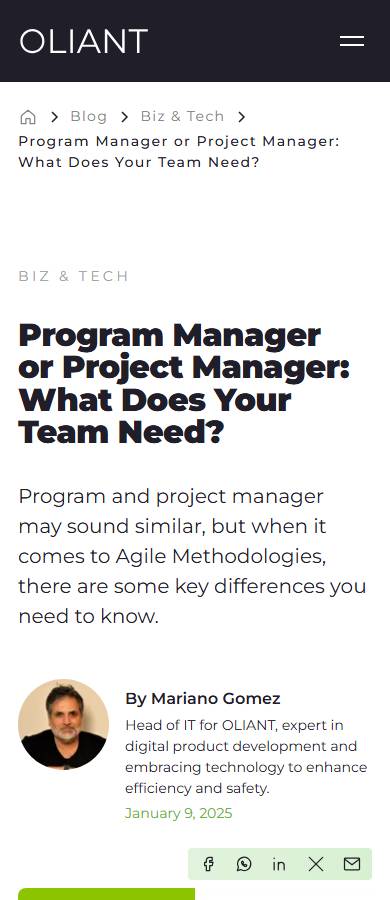 OLIANT
Blog Biz & Tech
Program Manager or Project Manager:
What Does Your Team Need?
BIZ & TECH
Program Manager
or Project Manager:
What Does Your
Team Need?
Program and project manager
may sound similar, but when it
comes to Agile Methodologies,
there are some key differences you
need to know.
By Mariano Gomez
Head of IT for OLIANT, expert in
digital product development and
embracing technology to enhance
efficiency and safety.
January 9, 2025